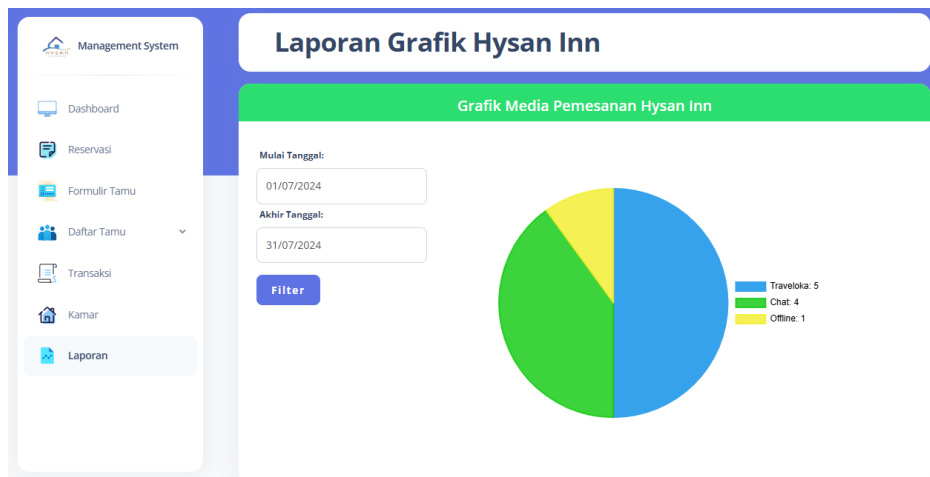 HYSAN
Management System
Dashboard
Reservasi
Formulir Tamu
Daftar Tamu
Transaksi
Kamar
Laporan
Laporan Grafik Hysan Inn
Grafik Media Pemesanan Hysan Inn
Mulai Tanggal:
01/07/2024
Akhir Tanggal:
31/07/2024
Filter
Traveloka: 5
Chat: 4
Offline: 1